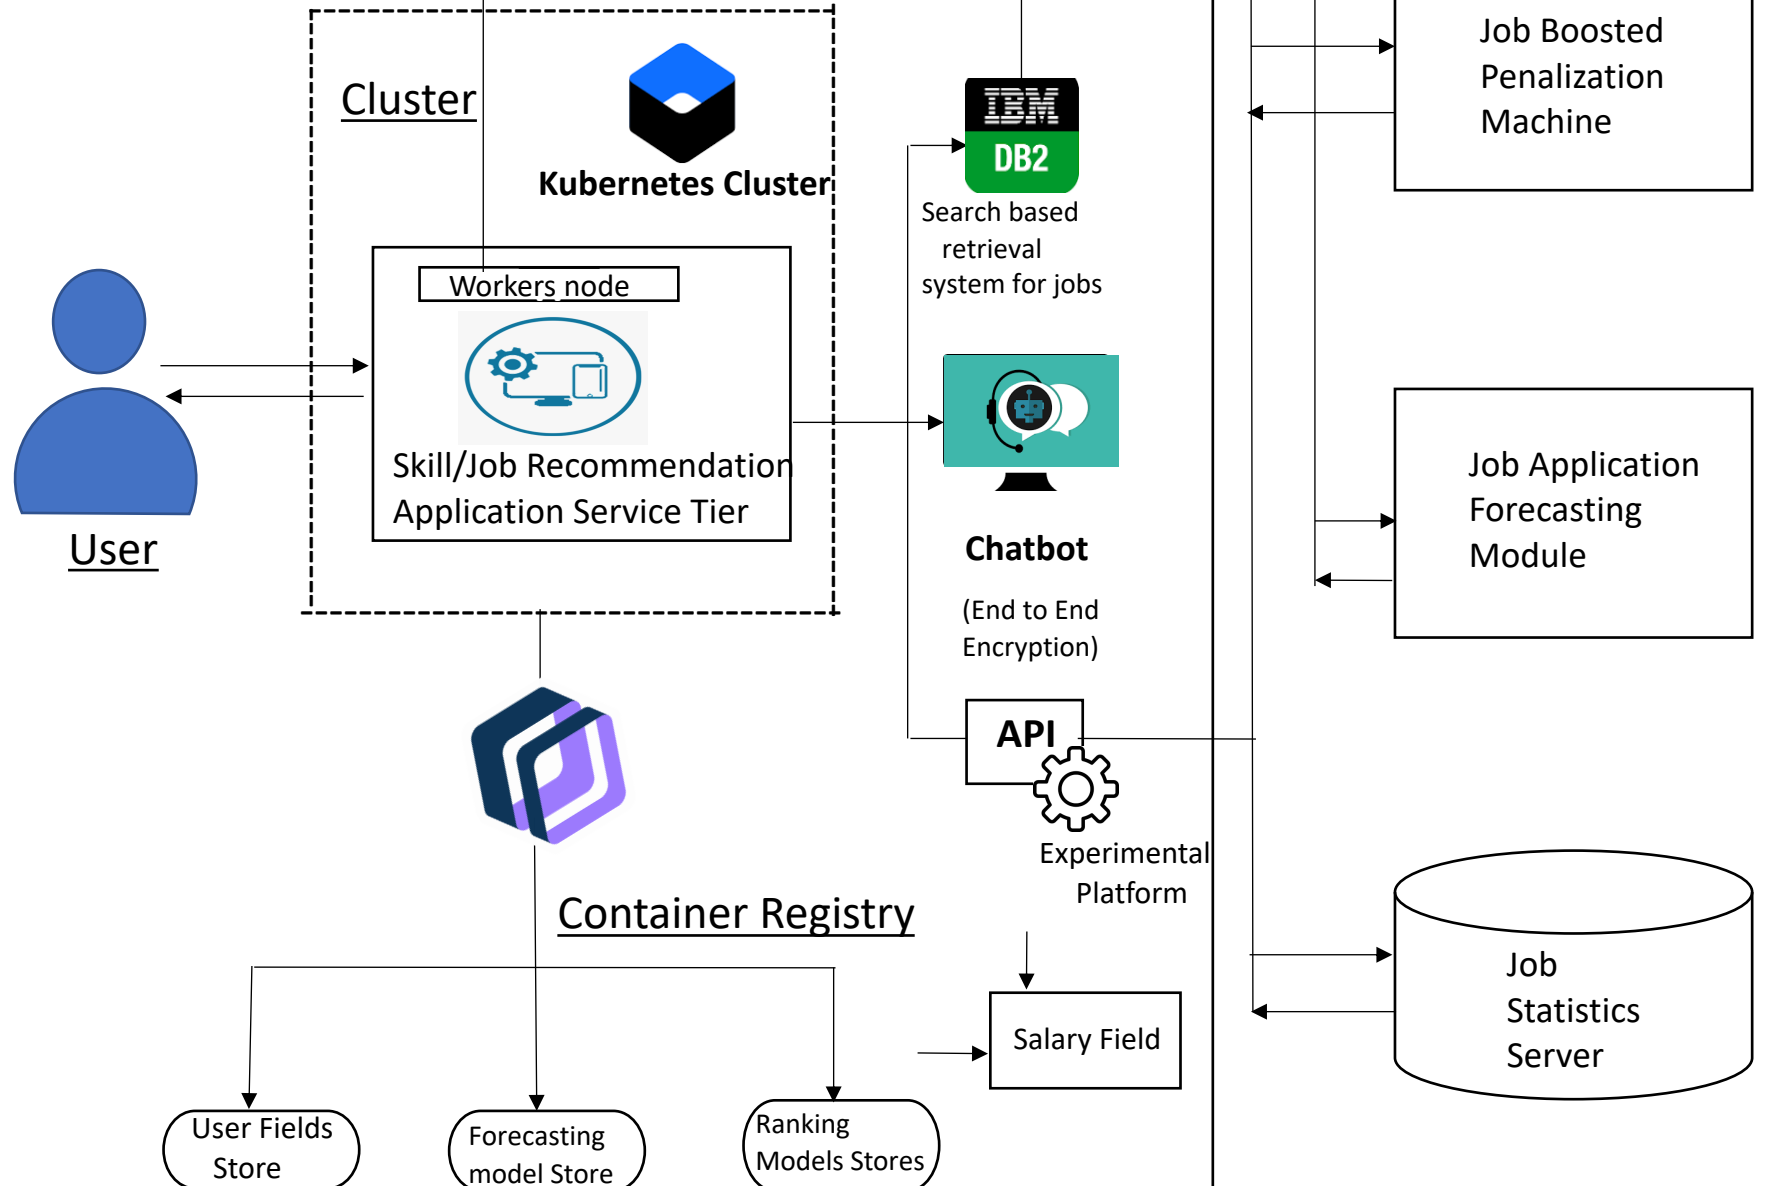 Cluster
Kubernetes Cluster
Workers node
Skill/Job Recommendation
Application Service Tier
User
IBM
DB2
Search based
retrieval
system for jobs
Chatbot
(End to End
Encryption)
API
Experimental
Platform
Container Registry
Salary Field
User Fields
Store
Forecasting
model Store
Ranking
Models Stores
Job Boosted
Penalization
Machine
Job Application
Forecasting
Module
Job
Statistics
Server